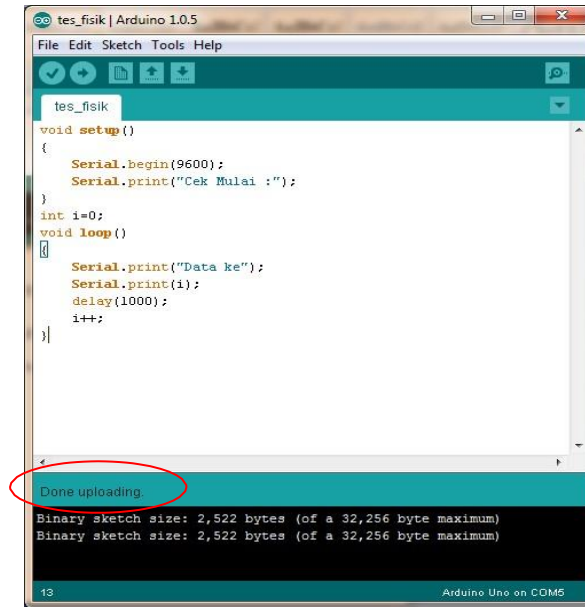 tes_fisik | Arduino 1.0.5
File Edit Sketch Tools Help
tes_fisik
void setup()
{
    Serial.begin(9600);
    Serial.print("Cek Mulai :");
}
int i=0;
void loop()
{
    Serial.print("Data ke");
    Serial.print(i);
    delay(1000);
    i++;
}
Done uploading.
Binary sketch size: 2,522 bytes (of a 32,256 byte maximum)
Binary sketch size: 2,522 bytes (of a 32,256 byte maximum)
13 Arduino Uno on COM5